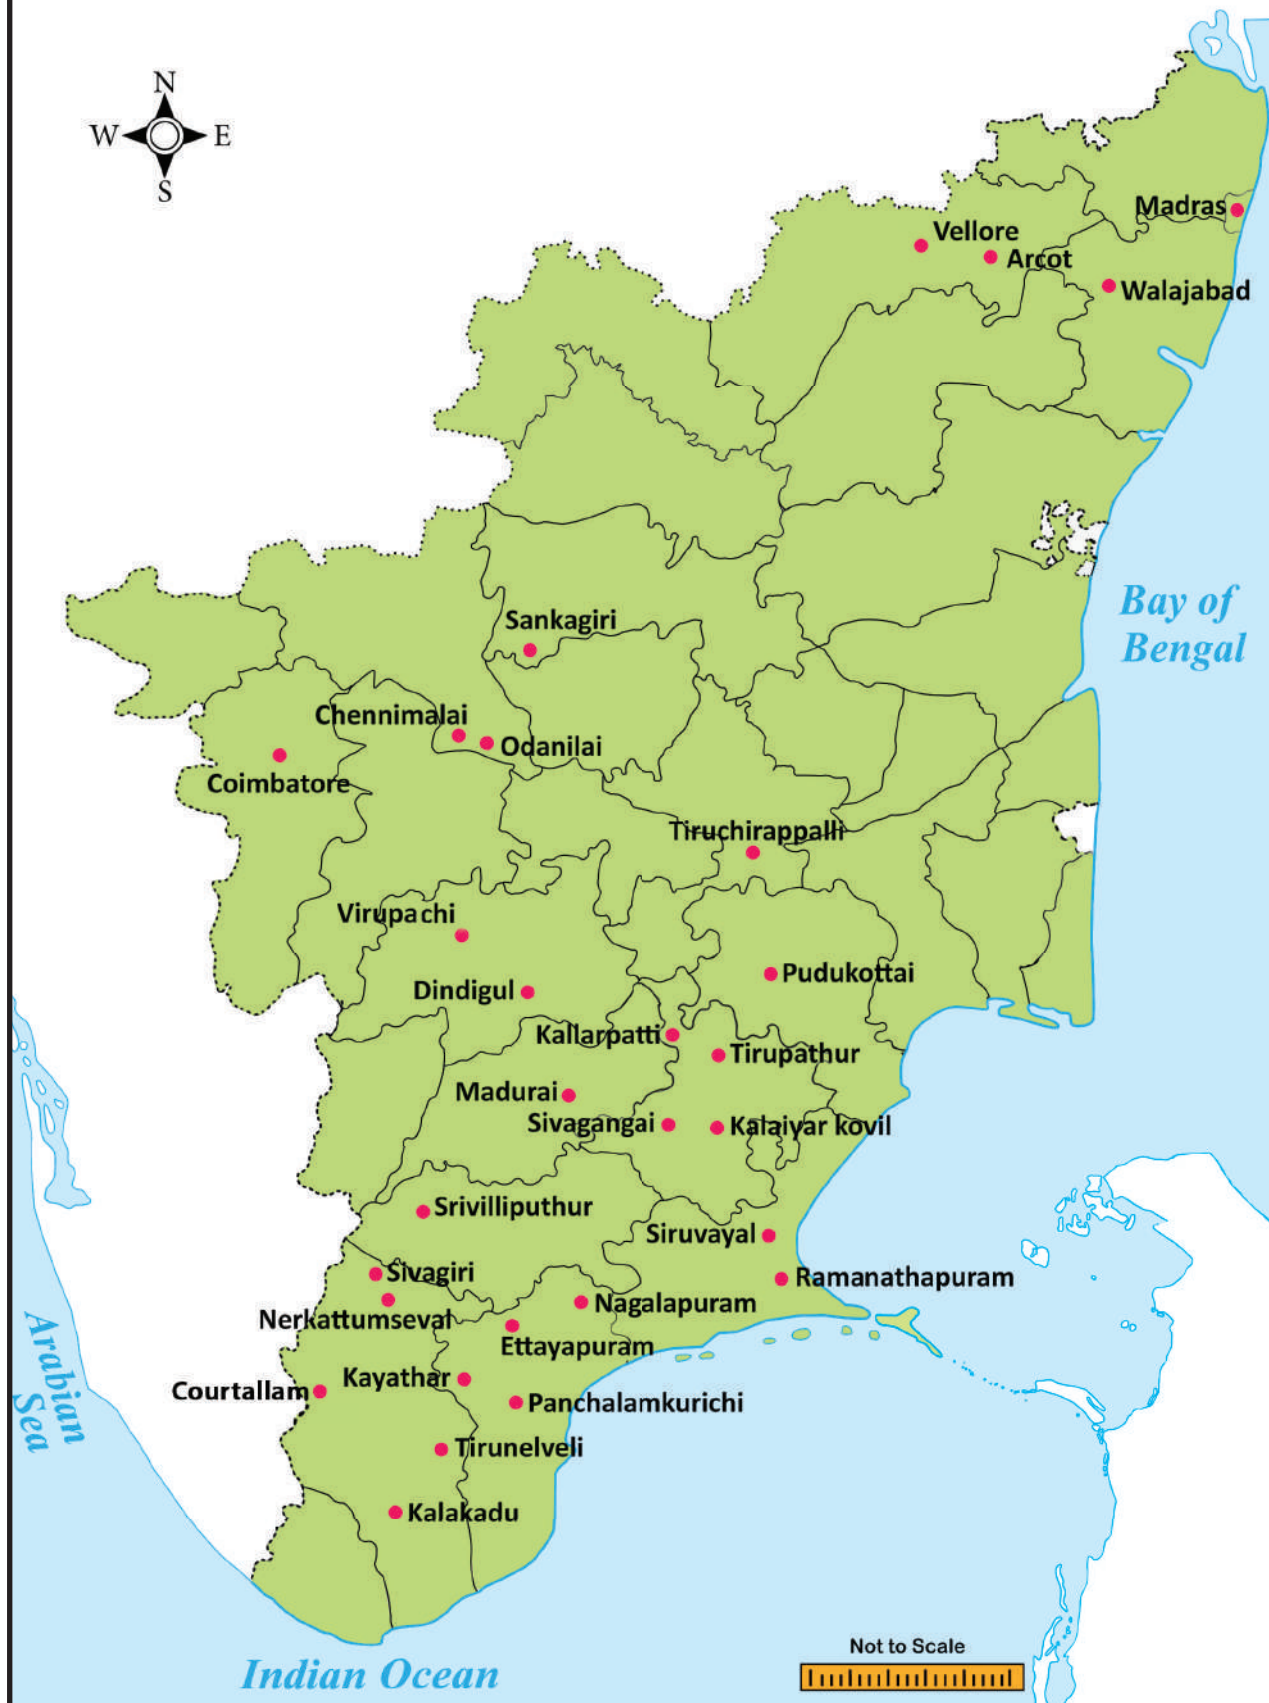 N
W E
S
Madras
Vellore
Arcot
Walajabad
Bay of
Bengal
Sankagiri
Chennimalai
Odanilai
Coimbatore
Tiruchirappalli
Virupachi
Pudukottai
Dindigul
Kallarpatti
Tirupathur
Madurai
Sivagangai
Kalaiyar kovil
Srivilliputhur
Siruvayal
Sivagiri
Ramanathapuram
Nagalapuram
Nerkattumseval
Ettayapuram
Arabian
Sea
Kayathar
Courtallam
Panchalamkurichi
Tirunelveli
Kalakadu
Not to Scale
Indian Ocean